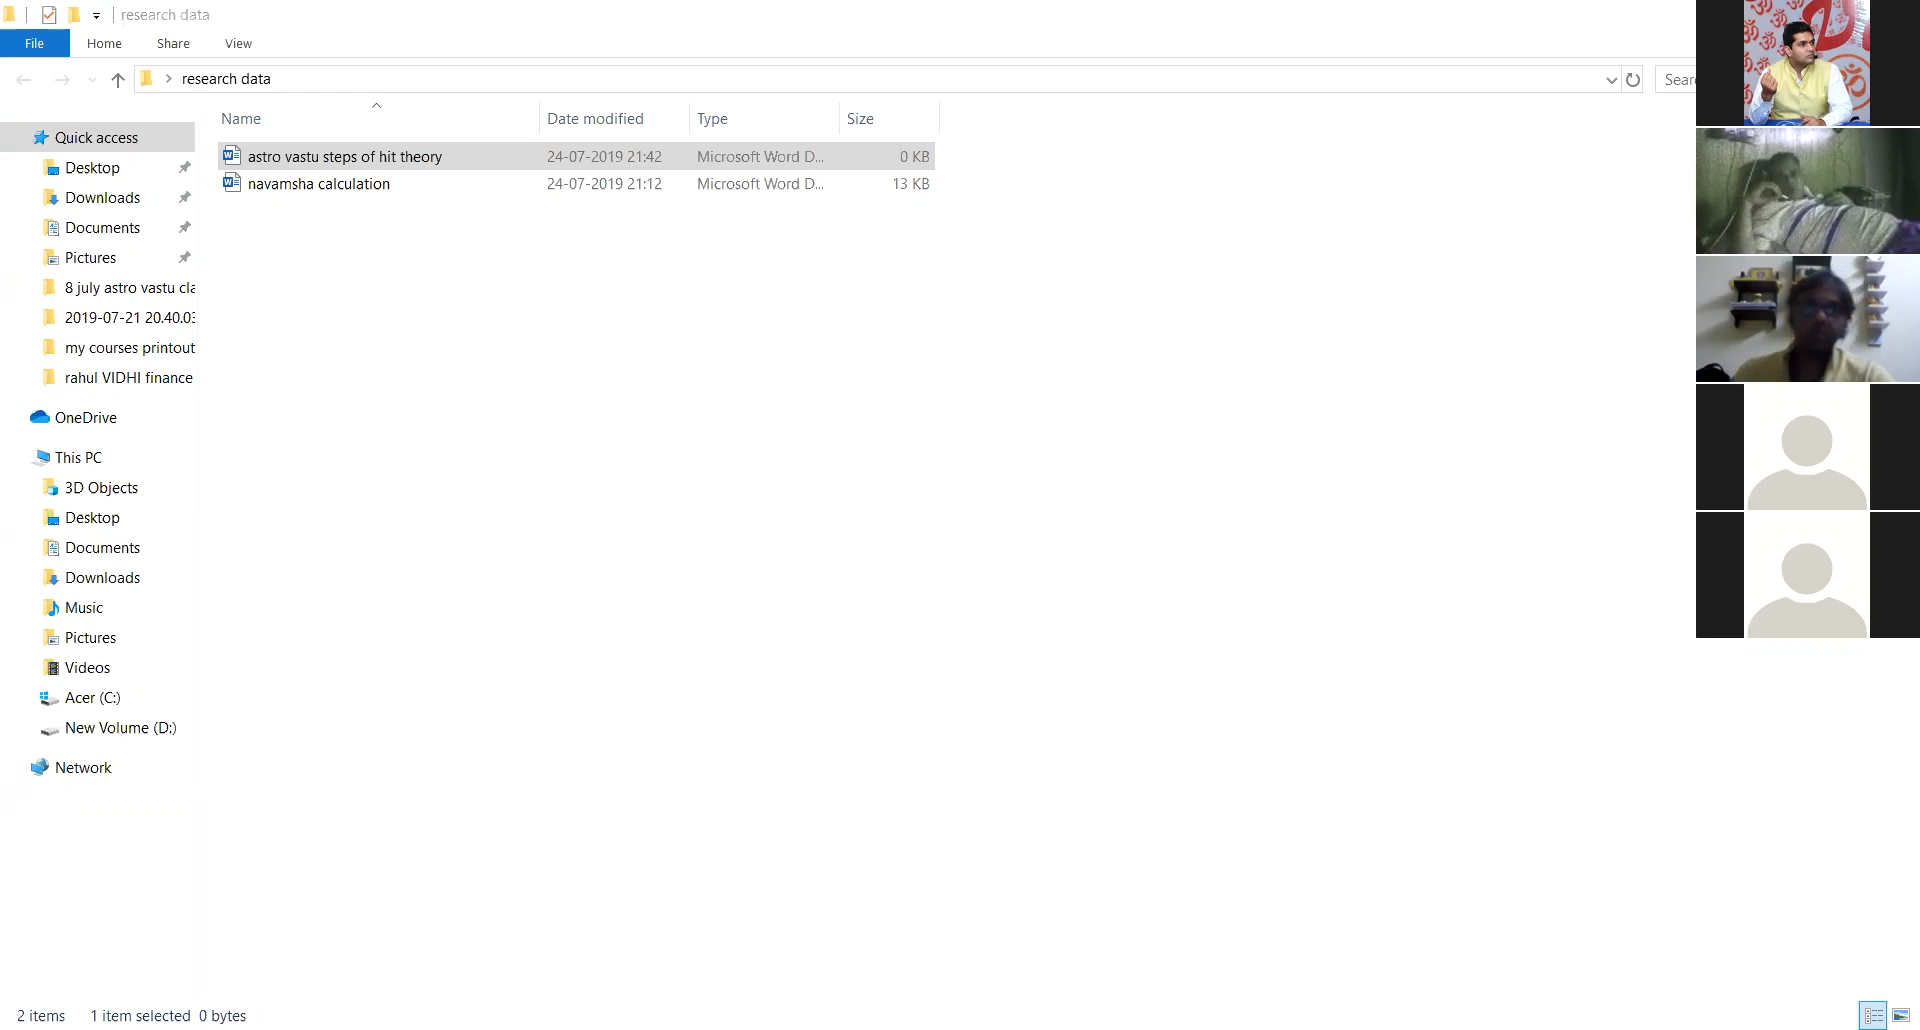 research data
File Home Share View
research data
Name Date modified Type Size
Quick access
astro vastu steps of hit theory 24-07-2019 21:42 Microsoft Word D... 0 KB
Desktop
navamsha calculation 24-07-2019 21:12 Microsoft Word D... 13 KB
Downloads
Documents
Pictures
8 july astro vastu cla
2019-07-21 20.40.03
my courses printout
rahul VIDHI finance
OneDrive
This PC
3D Objects
Desktop
Documents
Downloads
Music
Pictures
Videos
Acer (C:)
New Volume (D:)
Network
2 items 1 item selected 0 bytes